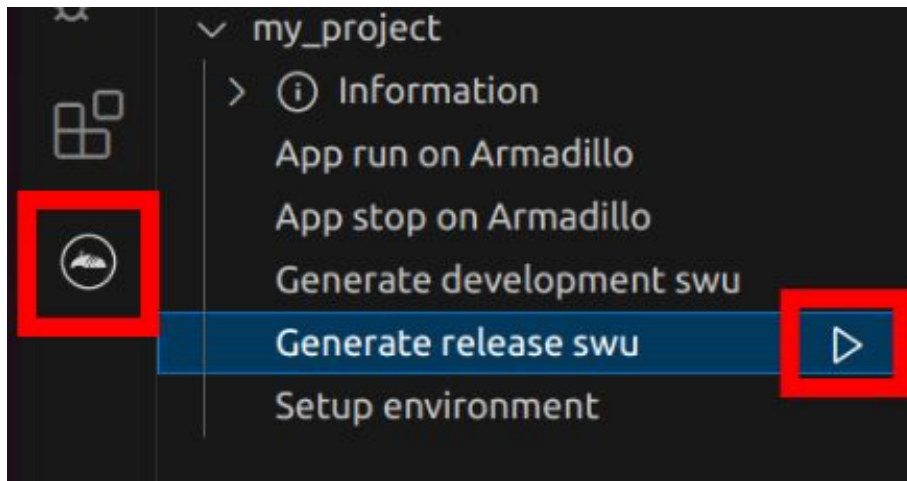 my_project
Information
App run on Armadillo
App stop on Armadillo
Generate development swu
Generate release swu
Setup environment